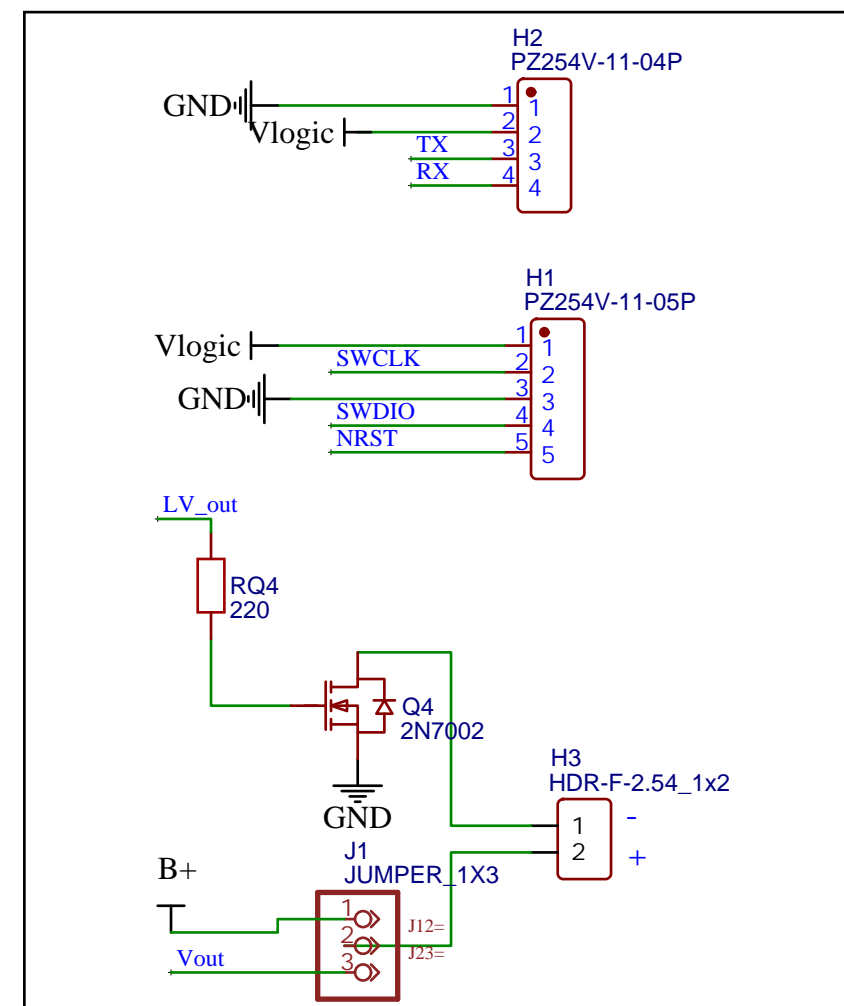 H2
PZ254V-11-04P
GND
1 1
Vlogic
2 2
TX
3 3
RX
4 4
H1
PZ254V-11-05P
Vlogic
1 1
SWCLK
2 2
GND
3 3
SWDIO
4 4
NRST
5 5
LV_out
RQ4
220
Q4
2N7002
GND
H3
HDR-F-2.54_1x2
1 -
2 +
J1
JUMPER_1X3
B+
1
J12=
2
J23=
Vout
3